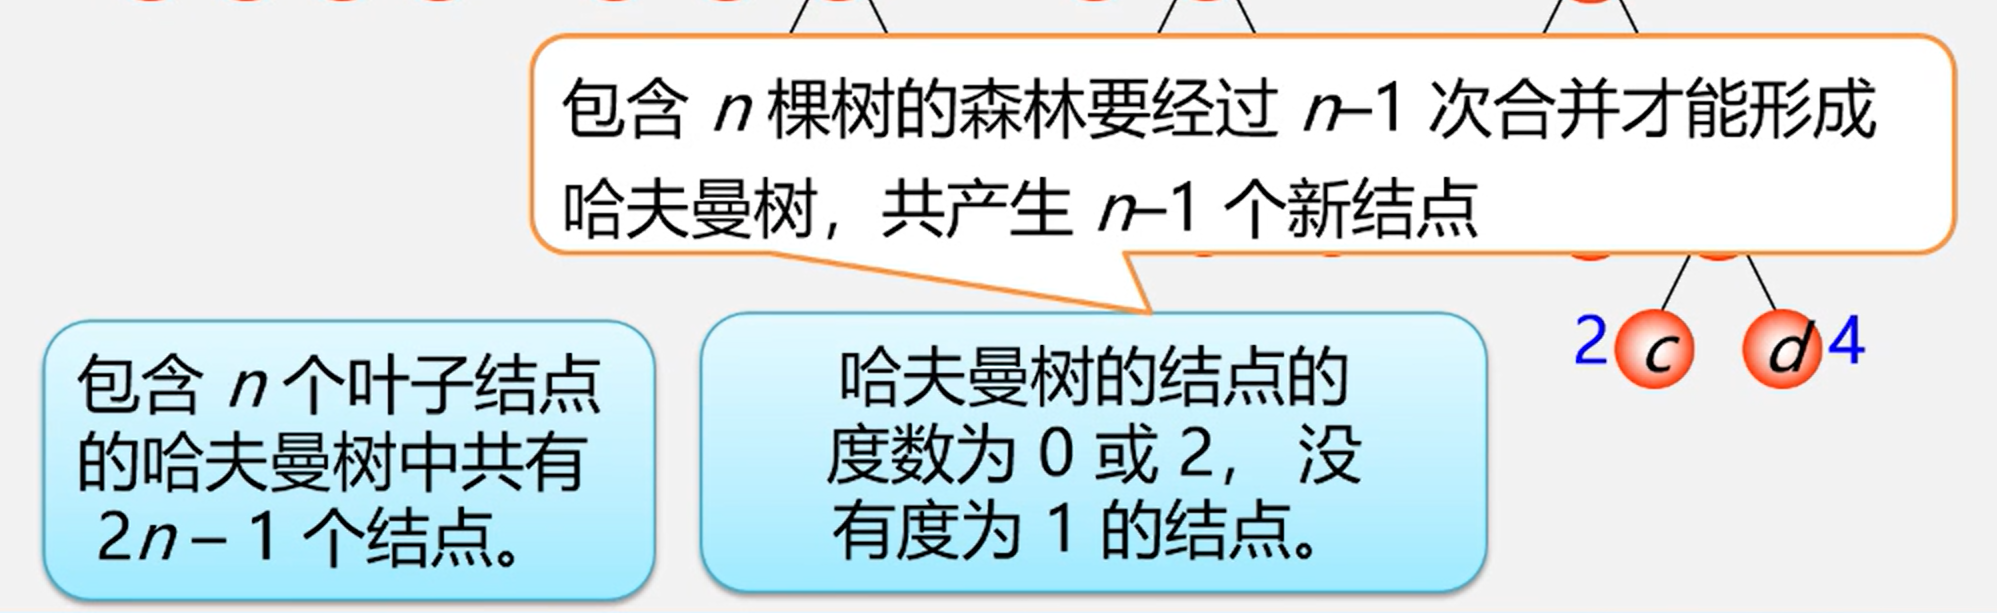 包含 n 棵树的森林要经过 n–1 次合并才能形成
哈夫曼树，共产生 n–1 个新结点
包含 n 个叶子结点
的哈夫曼树中共有
2n – 1 个结点。
哈夫曼树的结点的
度数为 0 或 2， 没
有度为 1 的结点。
2 c d 4